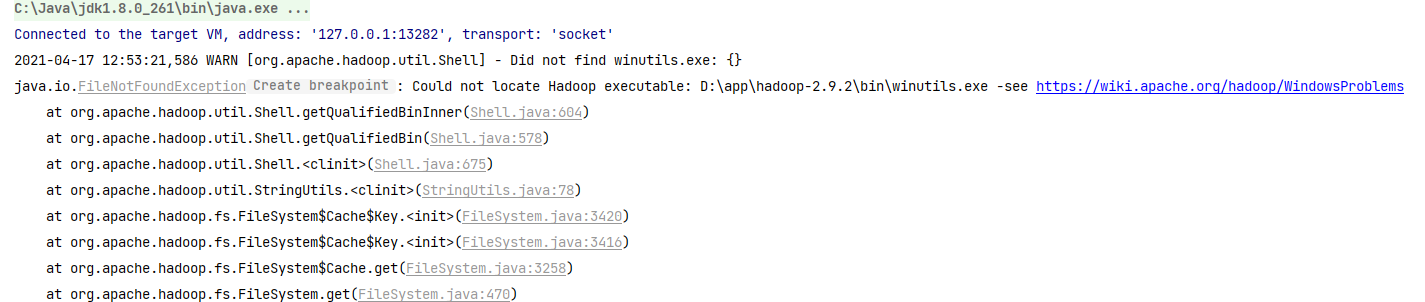 C:\Java\jdk1.8.0_261\bin\java.exe ...
Connected to the target VM, address: '127.0.0.1:13282', transport: 'socket'
2021-04-17 12:53:21,586 WARN [org.apache.hadoop.util.Shell] - Did not find winutils.exe: {}
java.io.FileNotFoundException Create breakpoint : Could not locate Hadoop executable: D:\app\hadoop-2.9.2\bin\winutils.exe -see https://wiki.apache.org/hadoop/WindowsProblems
at org.apache.hadoop.util.Shell.getQualifiedBinInner(Shell.java:604)
at org.apache.hadoop.util.Shell.getQualifiedBin(Shell.java:578)
at org.apache.hadoop.util.Shell.<clinit>(Shell.java:675)
at org.apache.hadoop.util.StringUtils.<clinit>(StringUtils.java:78)
at org.apache.hadoop.fs.FileSystem$Cache$Key.<init>(FileSystem.java:3420)
at org.apache.hadoop.fs.FileSystem$Cache$Key.<init>(FileSystem.java:3416)
at org.apache.hadoop.fs.FileSystem$Cache.get(FileSystem.java:3258)
at org.apache.hadoop.fs.FileSystem.get(FileSystem.java:470)